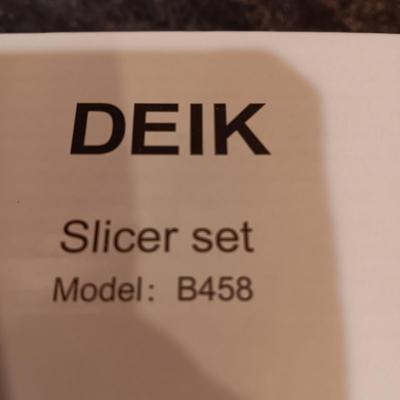 DEIK
Slicer set
Model: B458